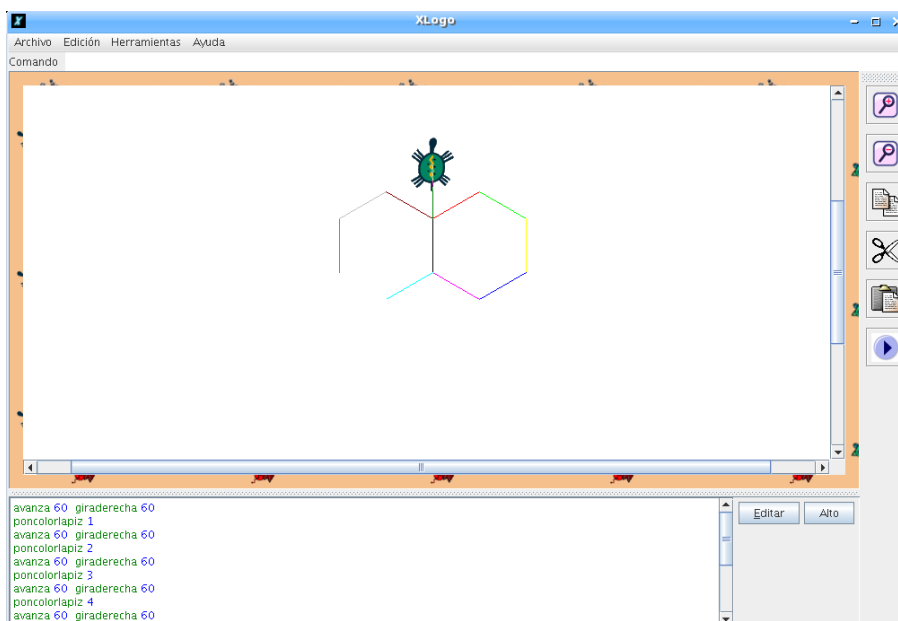 XLogo
Archivo Edición Herramientas Ayuda
Comando
avanza 60 giraderecha 60
poncolorlapiz 1
avanza 60 giraderecha 60
poncolorlapiz 2
avanza 60 giraderecha 60
poncolorlapiz 3
avanza 60 giraderecha 60
poncolorlapiz 4
avanza 60 giraderecha 60
Editar Alto